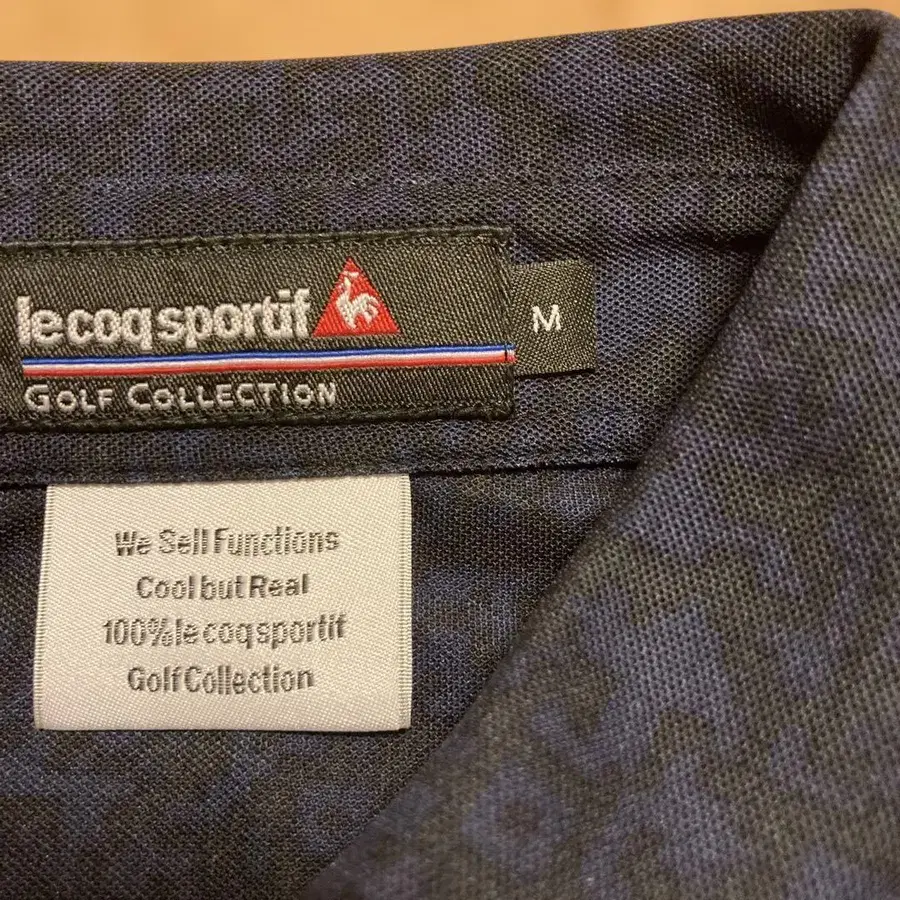 le coq sportif
GOLF COLLECTION
M
We Sell Functions
Cool but Real
100% le coq sportif
Golf Collection